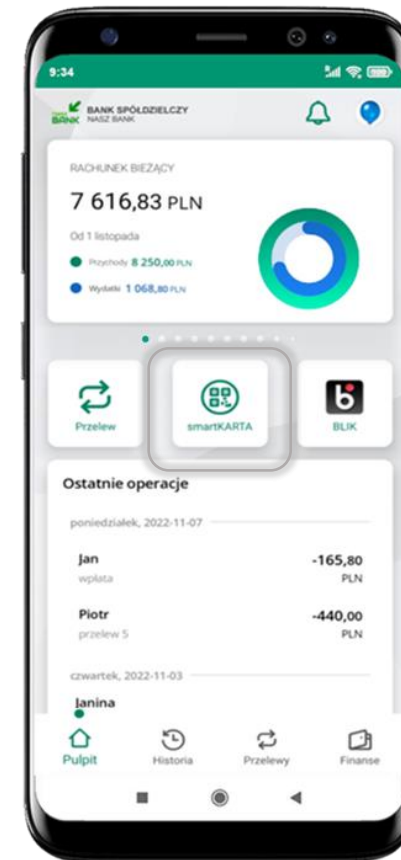 9:34
nasz BANK
BANK SPÓŁDZIELCZY
NASZ BANK
RACHUNEK BIEŻĄCY
7 616,83 PLN
Od 1 listopada
Przychody 8 250,00 PLN
Wydatki 1 068,80 PLN
Przelew
smartKARTA
BLIK
Ostatnie operacje
poniedziałek, 2022-11-07
Jan -165,80
wpłata PLN
Piotr -440,00
przelew 5 PLN
czwartek, 2022-11-03
Janina
Pulpit Historia Przelewy Finanse